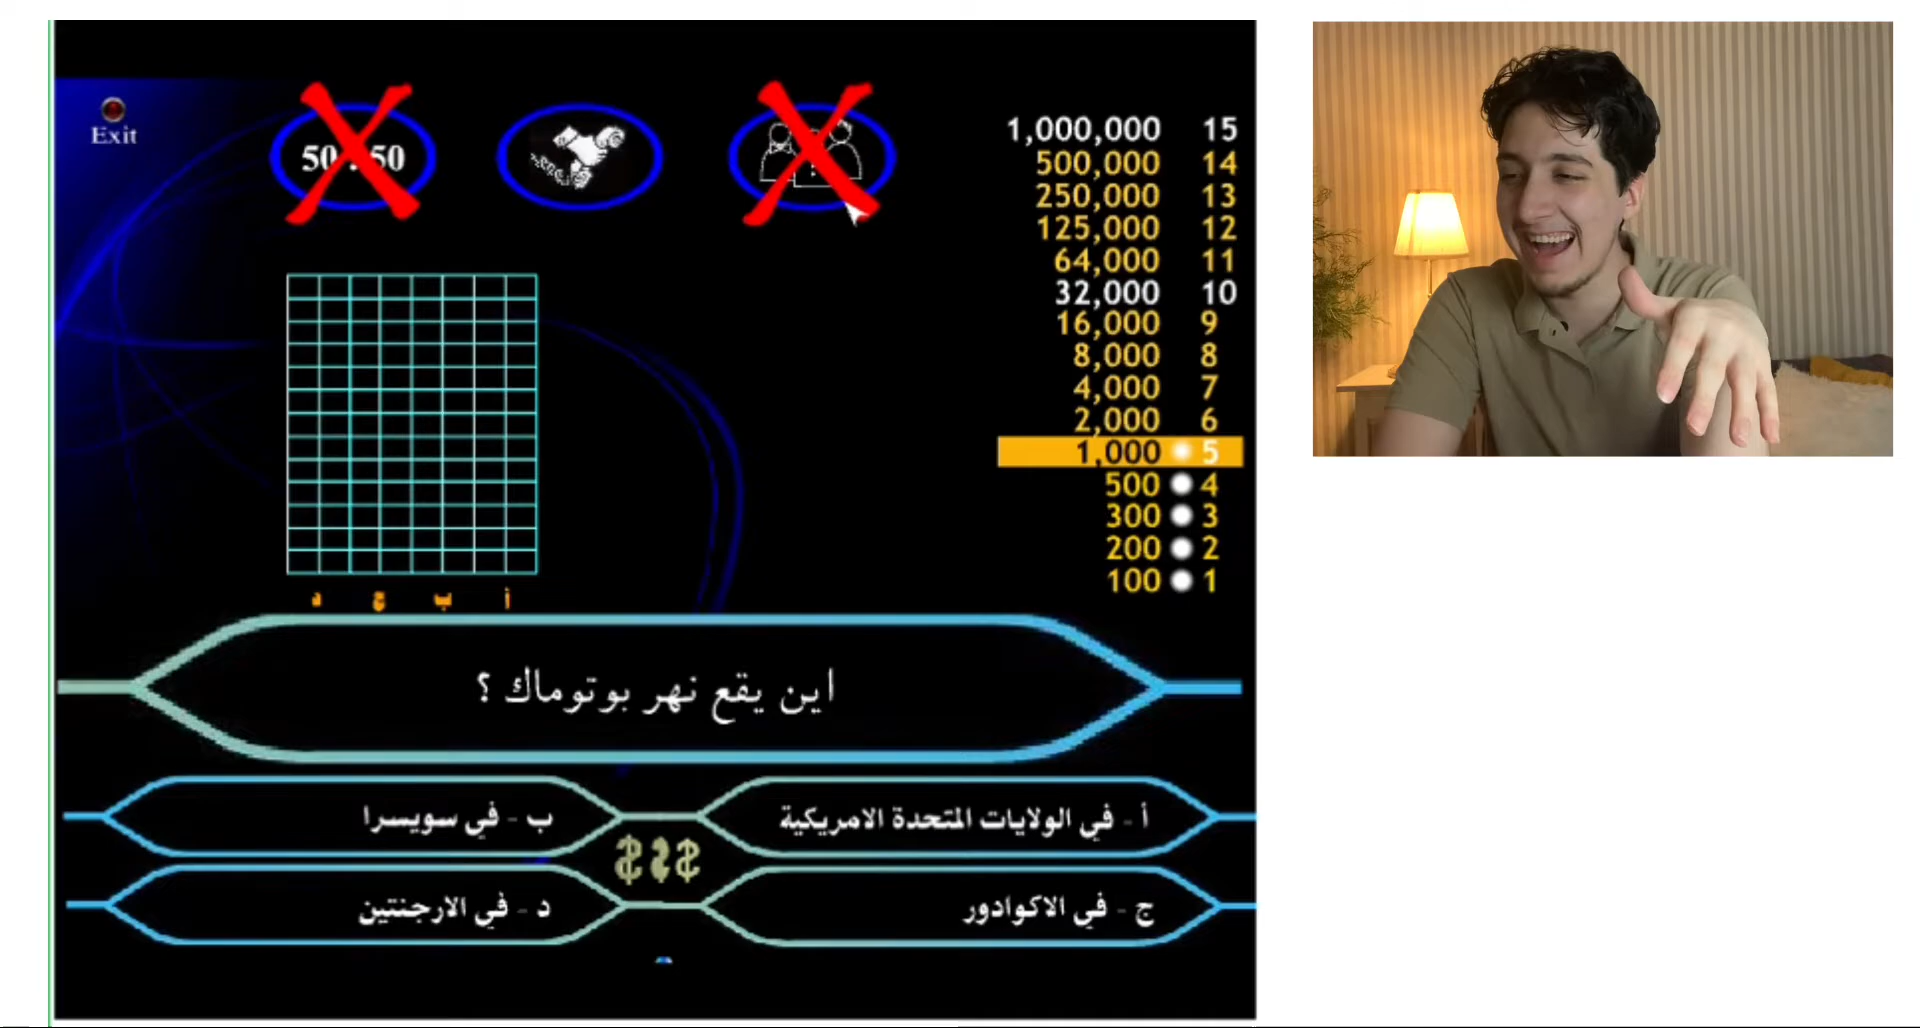 Exit
50:50
1,000,000 15
500,000 14
250,000 13
125,000 12
64,000 11
32,000 10
16,000 9
8,000 8
4,000 7
2,000 6
1,000 5
500 4
300 3
200 2
100 1
أ ب ج د
اين يقع نهر بوتوماك ؟
أ - في الولايات المتحدة الامريكية
ب - في سويسرا
ج - في الاكوادور
د - في الارجنتين
$$$